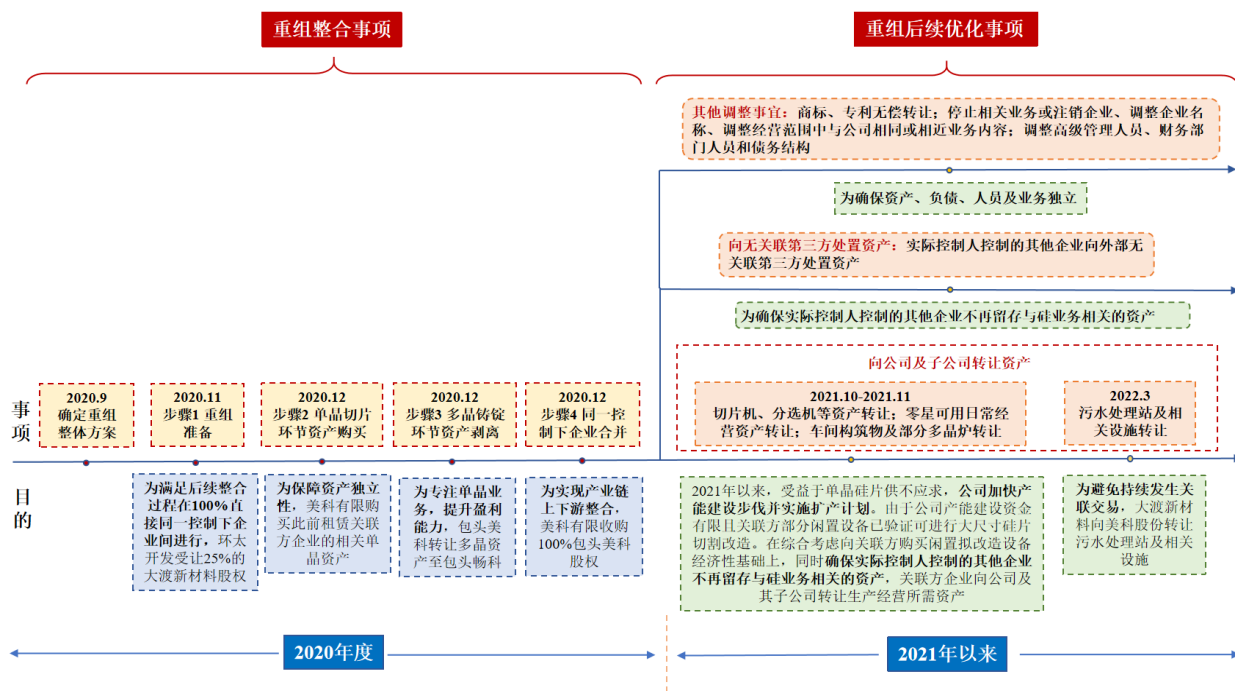 重组整合事项
重组后续优化事项
其他调整事宜：商标、专利无偿转让；停止相关业务或注销企业、调整企业名
称、调整经营范围中与公司相同或相近业务内容；调整高级管理人员、财务部
门人员和债务结构
为确保资产、负债、人员及业务独立
向无关联第三方处置资产：实际控制人控制的其他企业向外部无
关联第三方处置资产
为确保实际控制人控制的其他企业不再留存与硅业务相关的资产
向公司及子公司转让资产
事
项
2020.9
确定重组
整体方案
2020.11
步骤1 重组
准备
2020.12
步骤2 单晶切片
环节资产购买
2020.12
步骤3 多晶铸锭
环节资产剥离
2020.12
步骤4 同一控
制下企业合并
2021.10-2021.11
切片机、分选机等资产转让；零星可用日常经
营资产转让；车间构筑物及部分多晶炉转让
2022.3
污水处理站及相
关设施转让
目
的
为满足后续整合
过程在100%直
接同一控制下企
业间进行，环太
开发受让25%的
大渡新材料股权
为保障资产独立
性，美科有限购
买此前租赁关联
方企业的相关单
晶资产
为专注单晶业
务，提升盈利
能力，包头美
科转让多晶资
产至包头畅科
为实现产业链
上下游整合，
美科有限收购
100%包头美科
股权
2021年以来，受益于单晶硅片供不应求，公司加快产
能建设步伐并实施扩产计划。由于公司产能建设资金
有限且关联方部分闲置设备已验证可进行大尺寸硅片
切割改造。在综合考虑向关联方购买闲置拟改造设备
经济性基础上，同时确保实际控制人控制的其他企业
不再留存与硅业务相关的资产，关联方企业向公司及
其子公司转让生产经营所需资产
为避免持续发生关
联交易，大渡新材
料向美科股份转让
污水处理站及相关
设施
2020年度
2021年以来